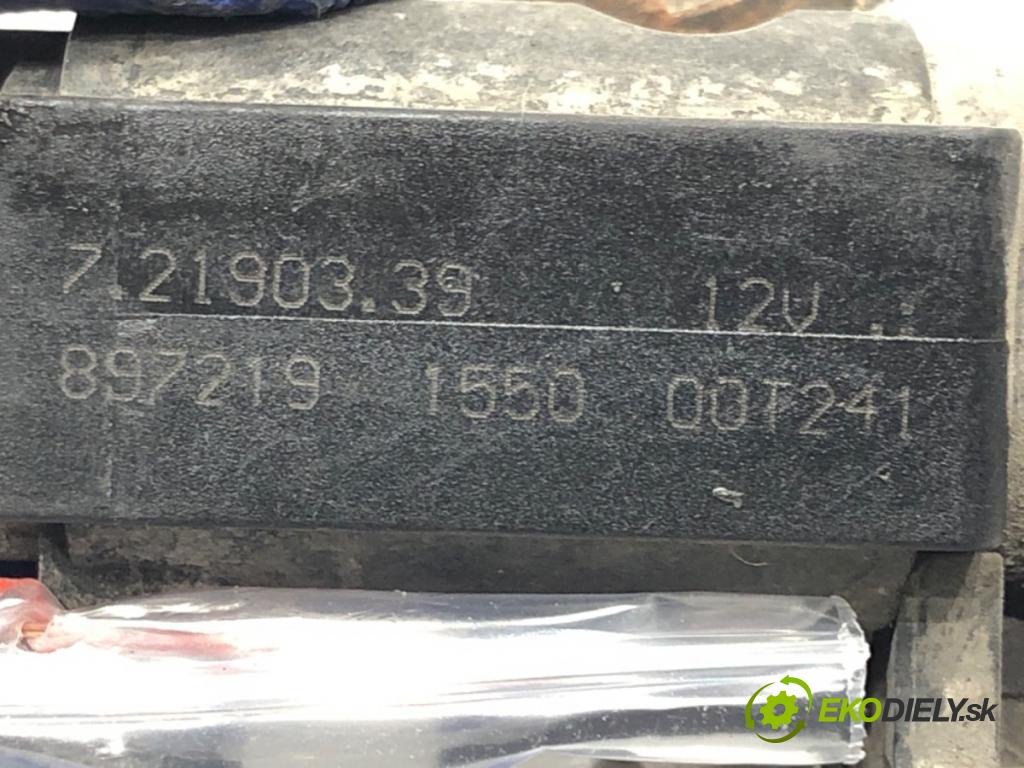 7.21903.39 12V
897219 1550 00T241
EKODIELY.sk